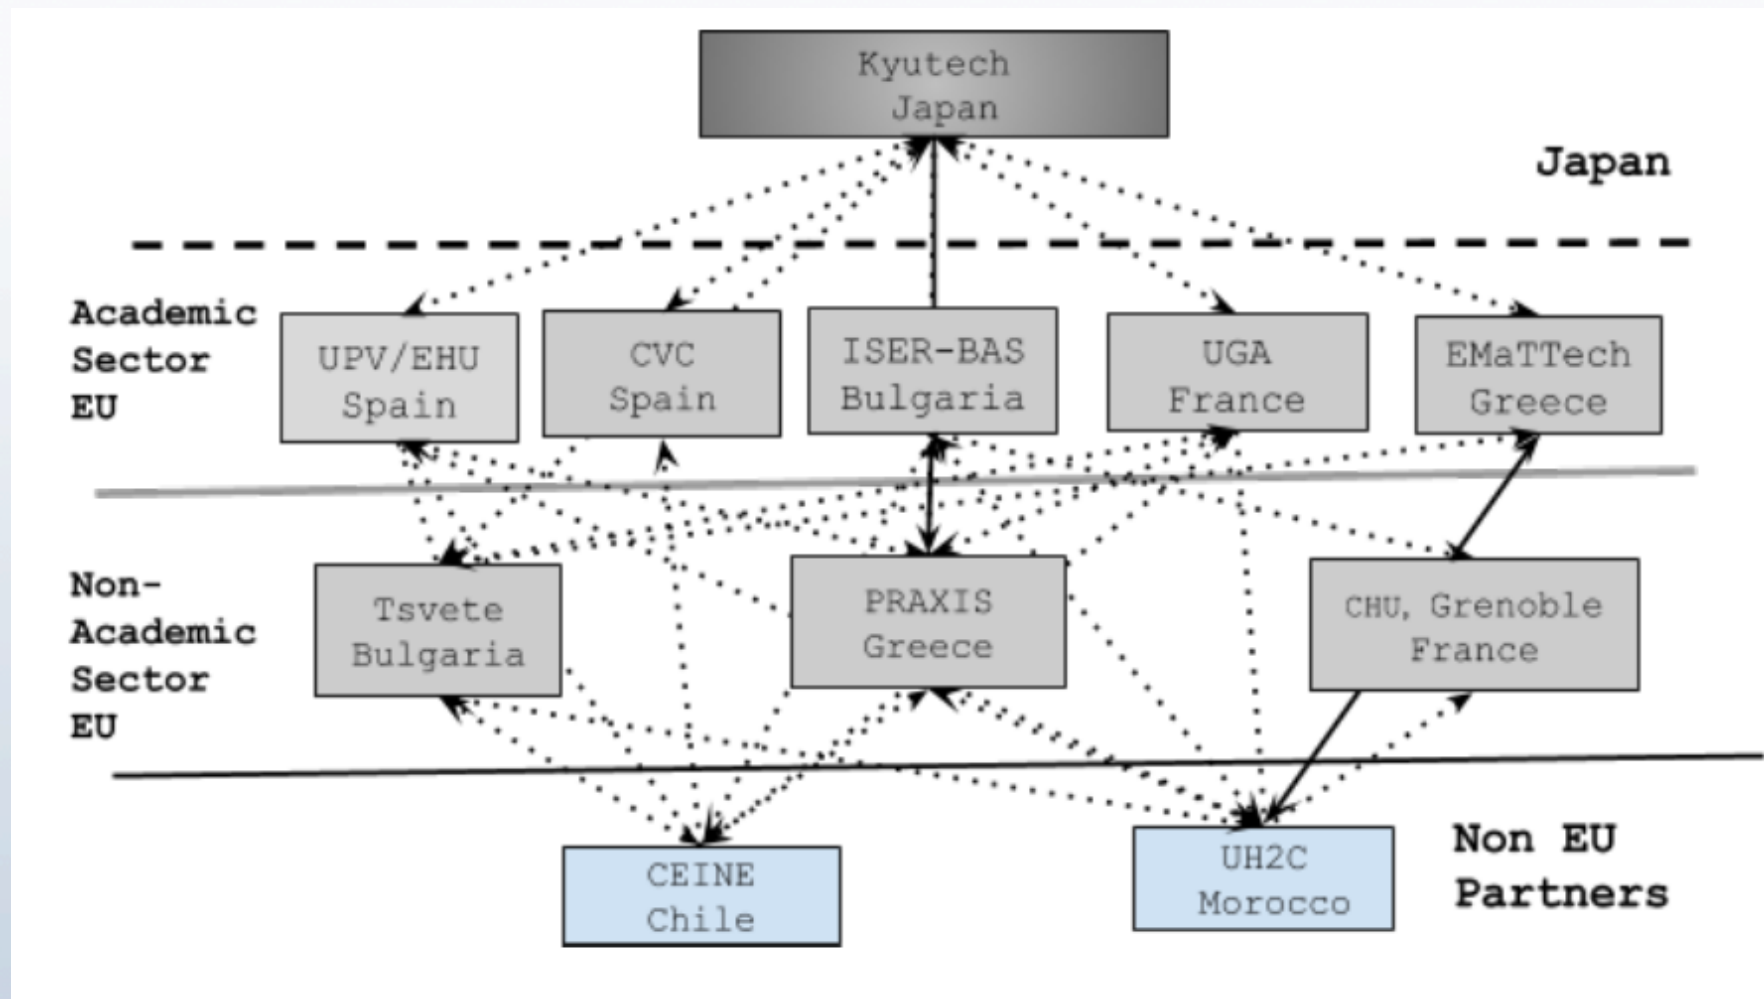 Kyutech
Japan
Japan
Academic
Sector
EU
UPV/EHU
Spain
CVC
Spain
ISER-BAS
Bulgaria
UGA
France
EMaTTech
Greece
Non-
Academic
Sector
EU
Tsvete
Bulgaria
PRAXIS
Greece
CHU, Grenoble
France
CEINE
Chile
UH2C
Morocco
Non EU
Partners